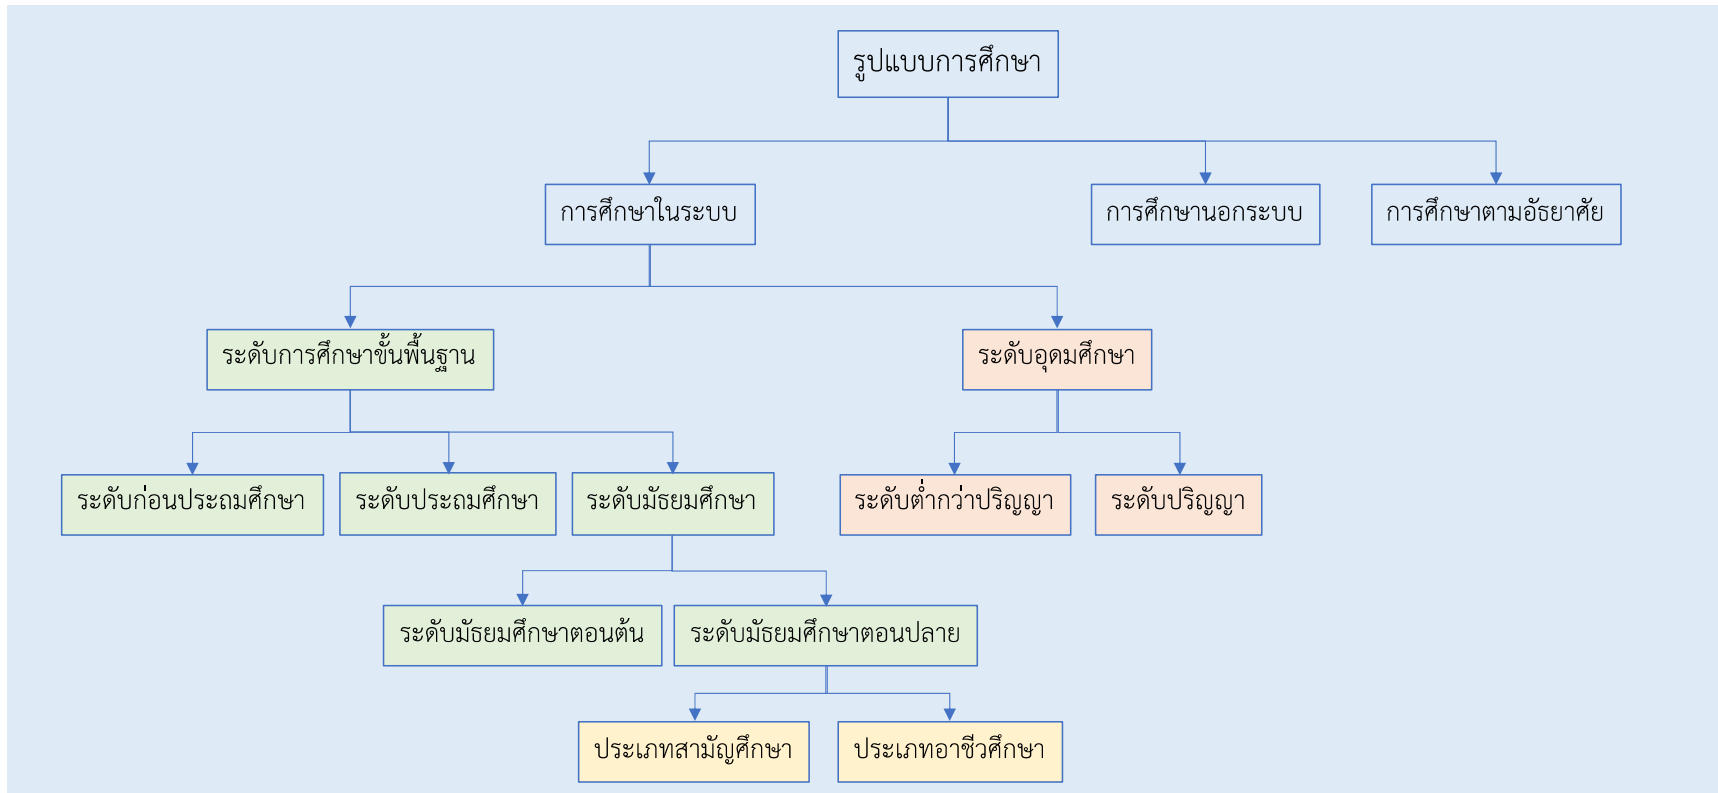 รูปแบบการศึกษา
การศึกษาในระบบ
การศึกษานอกระบบ
การศึกษาตามอัธยาศัย
ระดับการศึกษาขั้นพื้นฐาน
ระดับอุดมศึกษา
ระดับก่อนประถมศึกษา
ระดับประถมศึกษา
ระดับมัธยมศึกษา
ระดับต่ำกว่าปริญญา
ระดับปริญญา
ระดับมัธยมศึกษาตอนต้น
ระดับมัธยมศึกษาตอนปลาย
ประเภทสามัญศึกษา
ประเภทอาชีวศึกษา